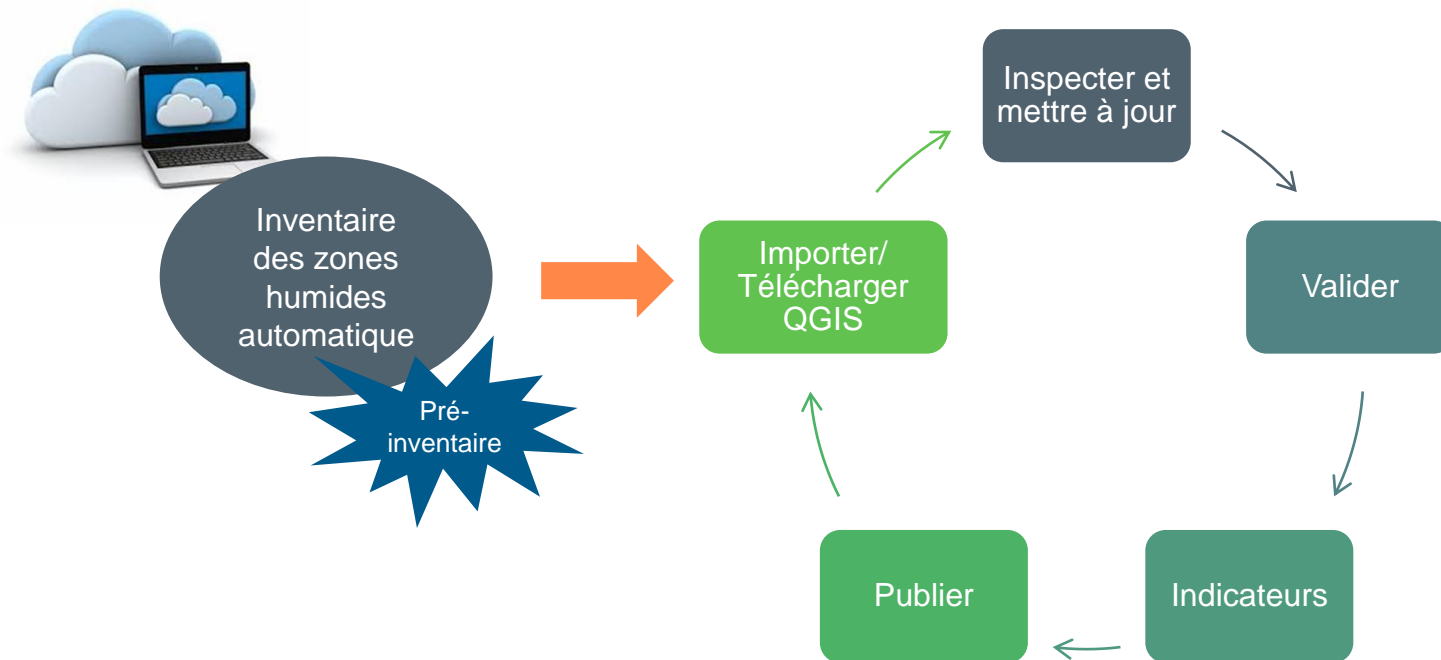 Inventaire
des zones
humides
automatique
Pré-
inventaire
Importer/
Télécharger
QGIS
Inspecter et
mettre à jour
Valider
Indicateurs
Publier